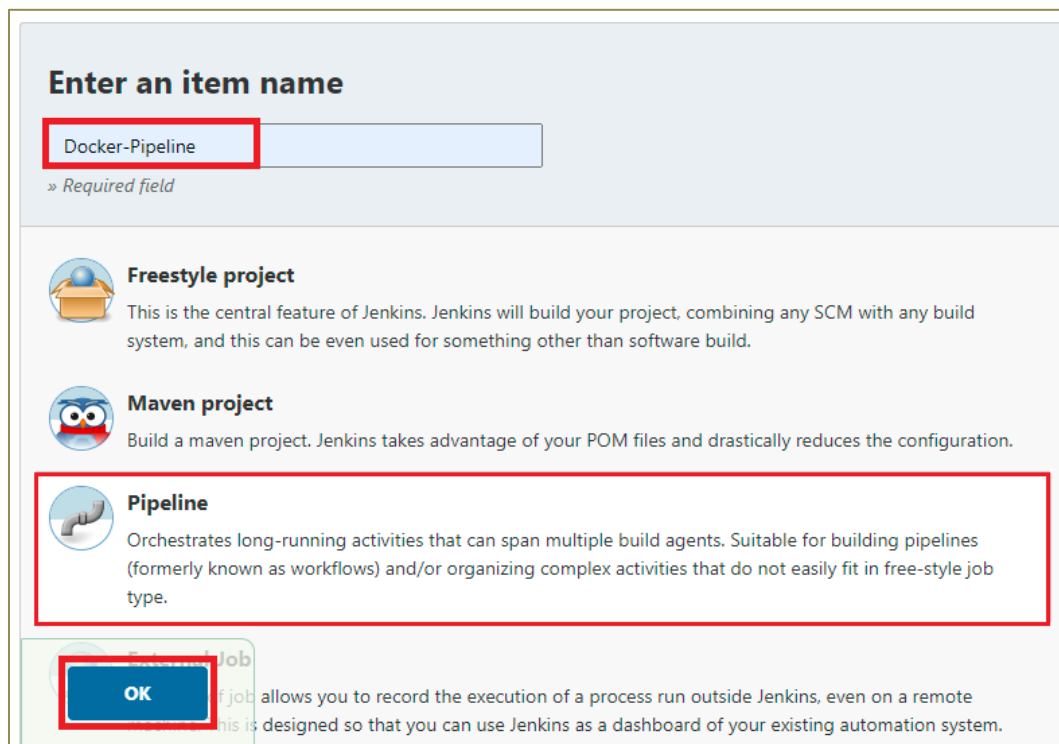 Enter an item name
Docker-Pipeline
» Required field
Freestyle project
This is the central feature of Jenkins. Jenkins will build your project, combining any SCM with any build
system, and this can be even used for something other than software build.
Maven project
Build a maven project. Jenkins takes advantage of your POM files and drastically reduces the configuration.
Pipeline
Orchestrates long-running activities that can span multiple build agents. Suitable for building pipelines
(formerly known as workflows) and/or organizing complex activities that do not easily fit in free-style job
type.
External Job
OK
of job allows you to record the execution of a process run outside Jenkins, even on a remote
machine. This is designed so that you can use Jenkins as a dashboard of your existing automation system.